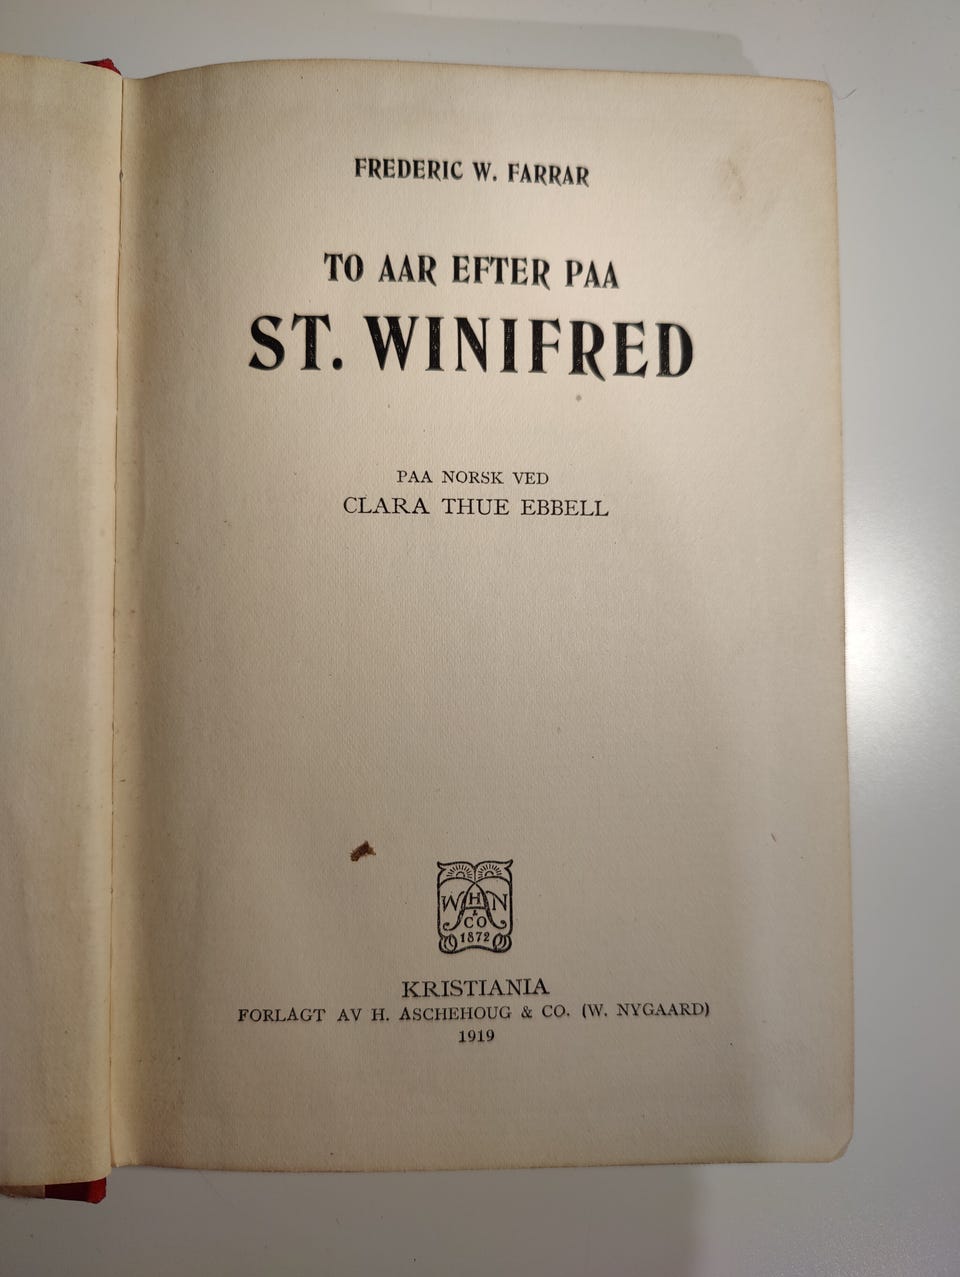 FREDERIC W. FARRAR
TO AAR EFTER PAA
ST. WINIFRED
PAA NORSK VED
CLARA THUE EBBELL
W H N
& CO
1872
KRISTIANIA
FORLAGT AV H. ASCHEHOUG & CO. (W. NYGAARD)
1919